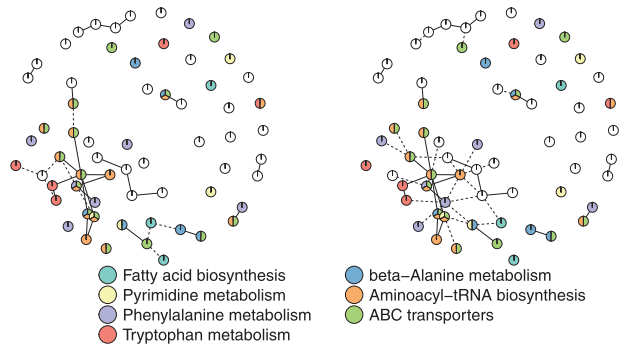 Fatty acid biosynthesis
Pyrimidine metabolism
Phenylalanine metabolism
Tryptophan metabolism
beta−Alanine metabolism
Aminoacyl−tRNA biosynthesis
ABC transporters